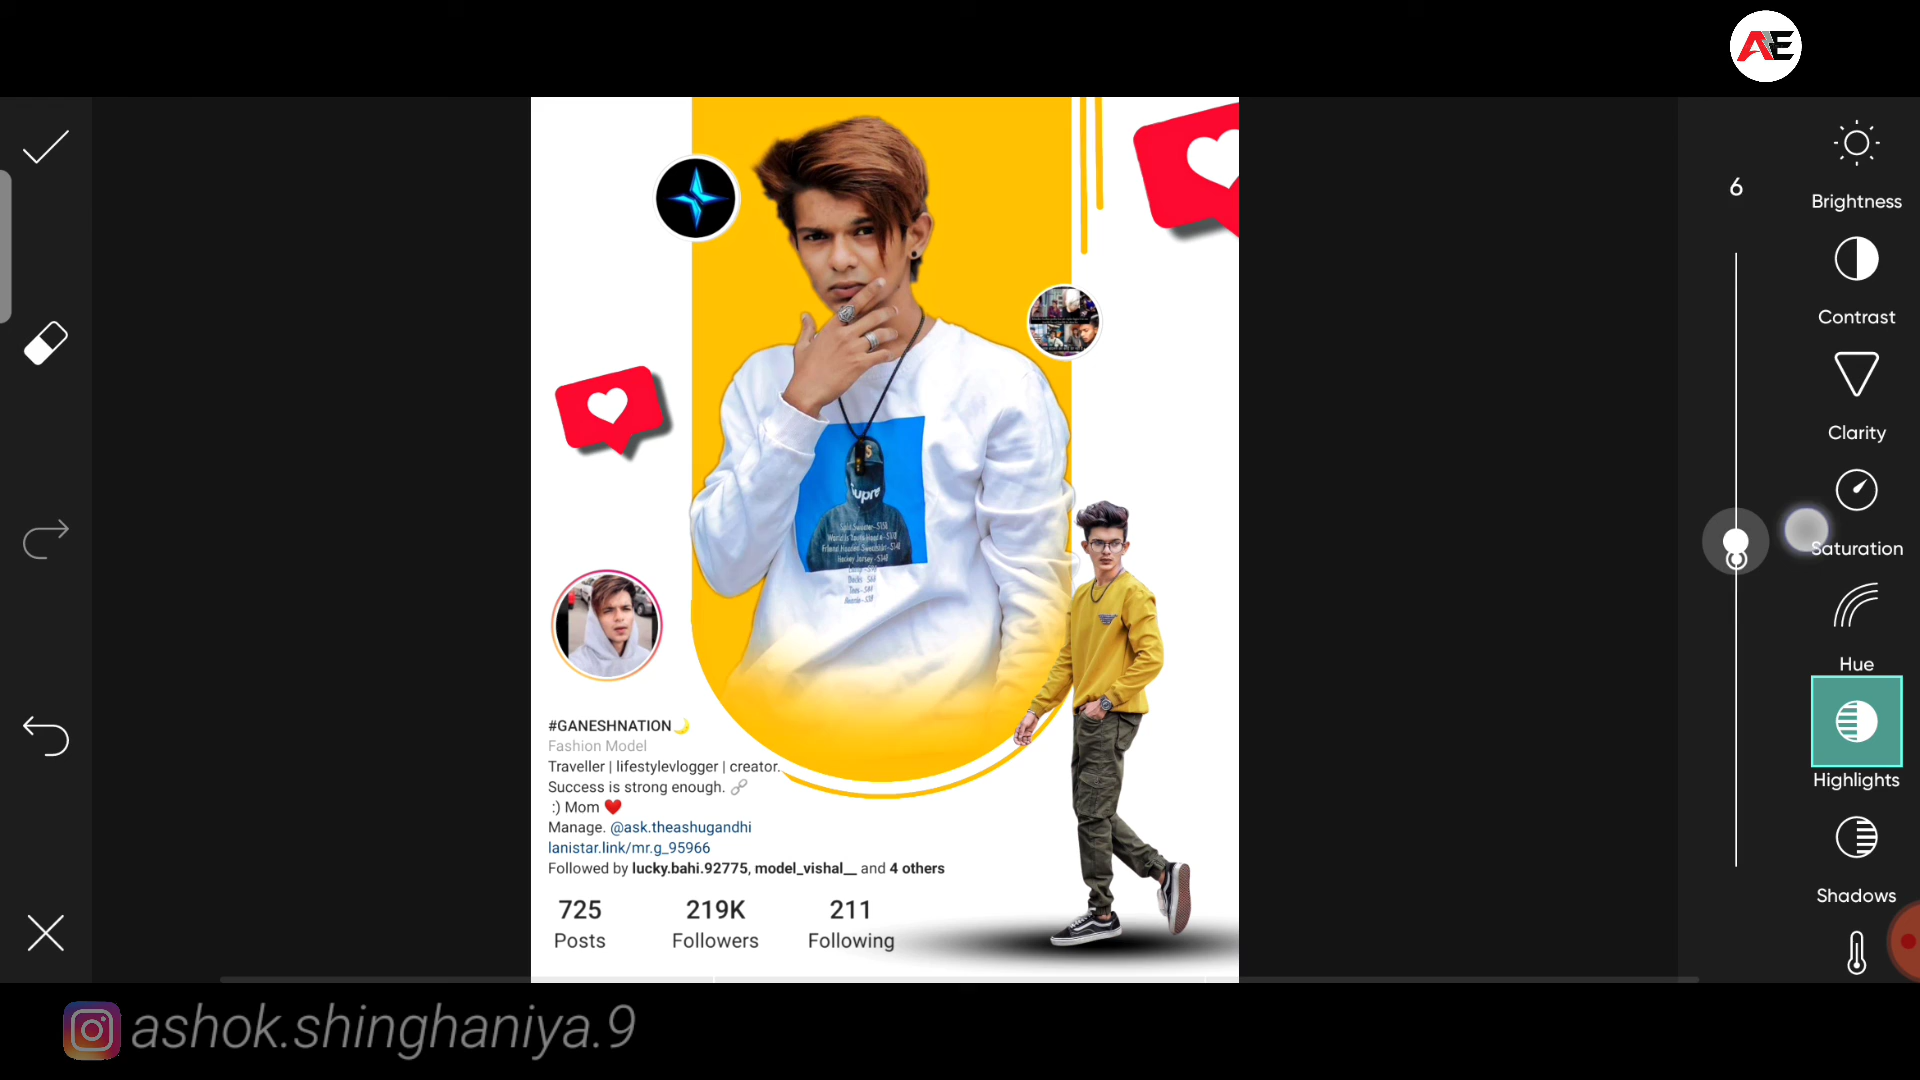 AE
6
Brightness
Contrast
Clarity
Saturation
Hue
Highlights
Shadows
$
Supre
#GANESHNATION🌙
Fashion Model
Traveller | lifestylevlogger | creator.
Success is strong enough. 🔗
:) Mom ❤️
Manage. @ask.theashugandhi
lanistar.link/mr.g_95966
Followed by lucky.bahi.92775, model_vishal__ and 4 others
725 219K 211
Posts Followers Following
ashok.shinghaniya.9